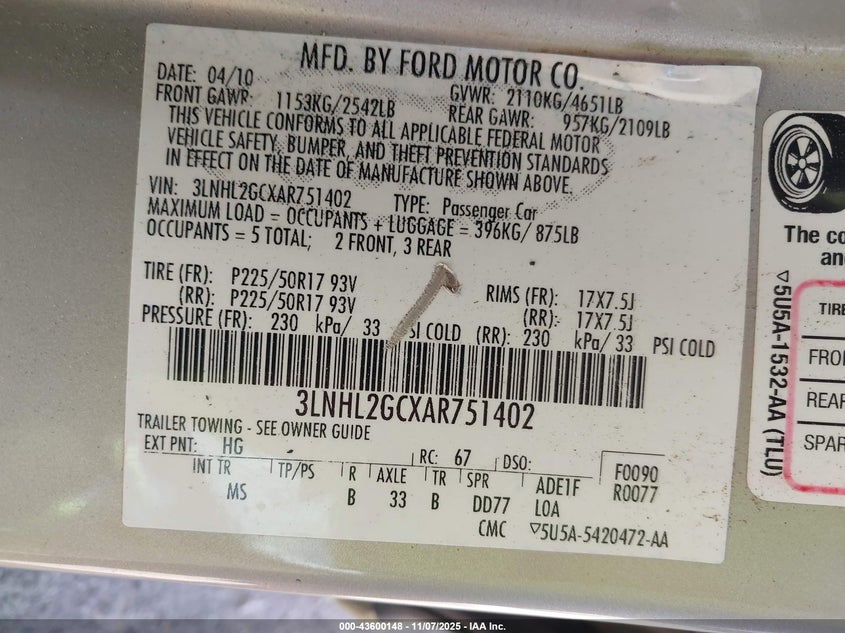 MFD. BY FORD MOTOR CO.
DATE: 04/10 GVWR: 2110KG/4651LB
FRONT GAWR: 1153KG/2542LB REAR GAWR: 957KG/2109LB
THIS VEHICLE CONFORMS TO ALL APPLICABLE FEDERAL MOTOR
VEHICLE SAFETY, BUMPER, AND THEFT PREVENTION STANDARDS
IN EFFECT ON THE DATE OF MANUFACTURE SHOWN ABOVE.
VIN: 3LNHL2GCXAR751402 TYPE: Passenger Car
MAXIMUM LOAD = OCCUPANTS + LUGGAGE = 396KG/ 875LB
OCCUPANTS = 5 TOTAL; 2 FRONT, 3 REAR
TIRE (FR): P225/50R17 93V RIMS (FR): 17X7.5J
(RR): P225/50R17 93V (RR): 17X7.5J
PRESSURE (FR): 230 kPa/ 33 PSI COLD (RR): 230 kPa/ 33 PSI COLD
3LNHL2GCXAR751402
TRAILER TOWING - SEE OWNER GUIDE
EXT PNT: HG RC: 67 DSO: F0090
INT TR TP/PS R AXLE TR SPR ADE1F R0077
MS B 33 B DD77 LOA
CMC ▽5U5A-5420472-AA
The co
an
▽5U5A-1532-AA (TLU)
TIRE
FRO
REAR
SPAR
000-43600148 - 11/07/2025 - IAA Inc.